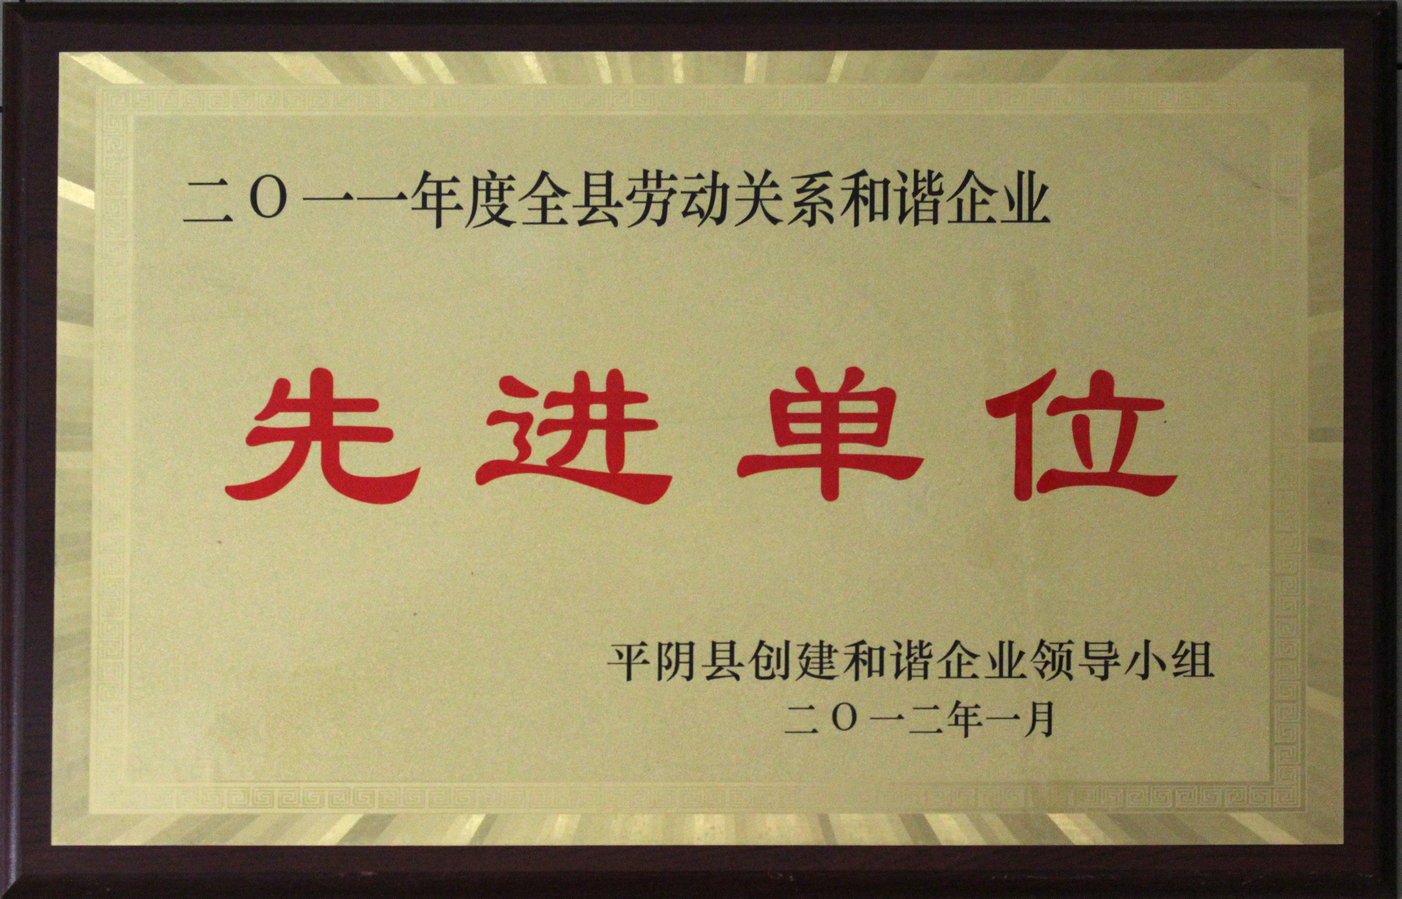 二O一一年度全县劳动关系和谐企业
先进单位
平阴县创建和谐企业领导小组
二O一二年一月